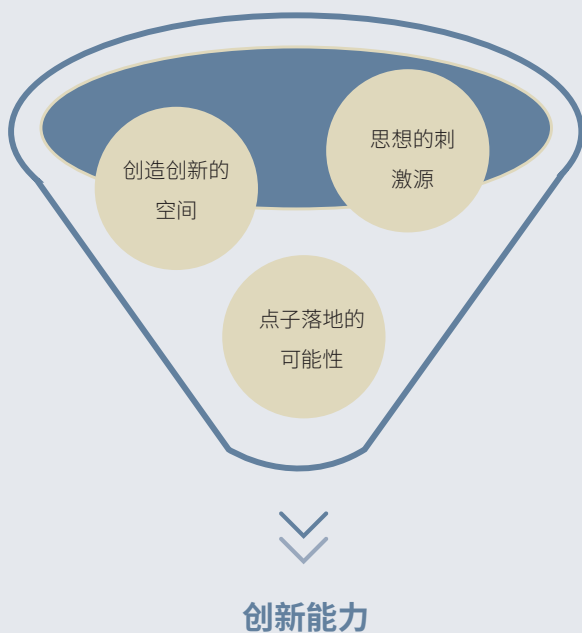 创造创新的
空间
思想的刺
激源
点子落地的
可能性
创新能力